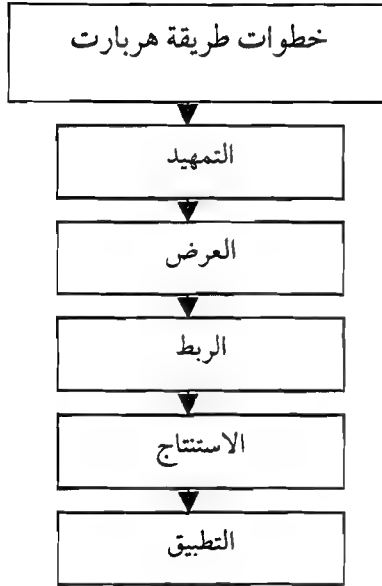 خطوات طريقة هربارت
التمهيد
العرض
الربط
الاستنتاج
التطبيق